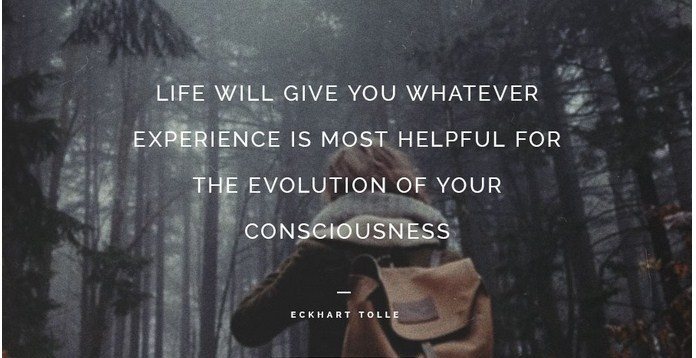 LIFE WILL GIVE YOU WHATEVER
EXPERIENCE IS MOST HELPFUL FOR
THE EVOLUTION OF YOUR
CONSCIOUSNESS
—
ECKHART TOLLE